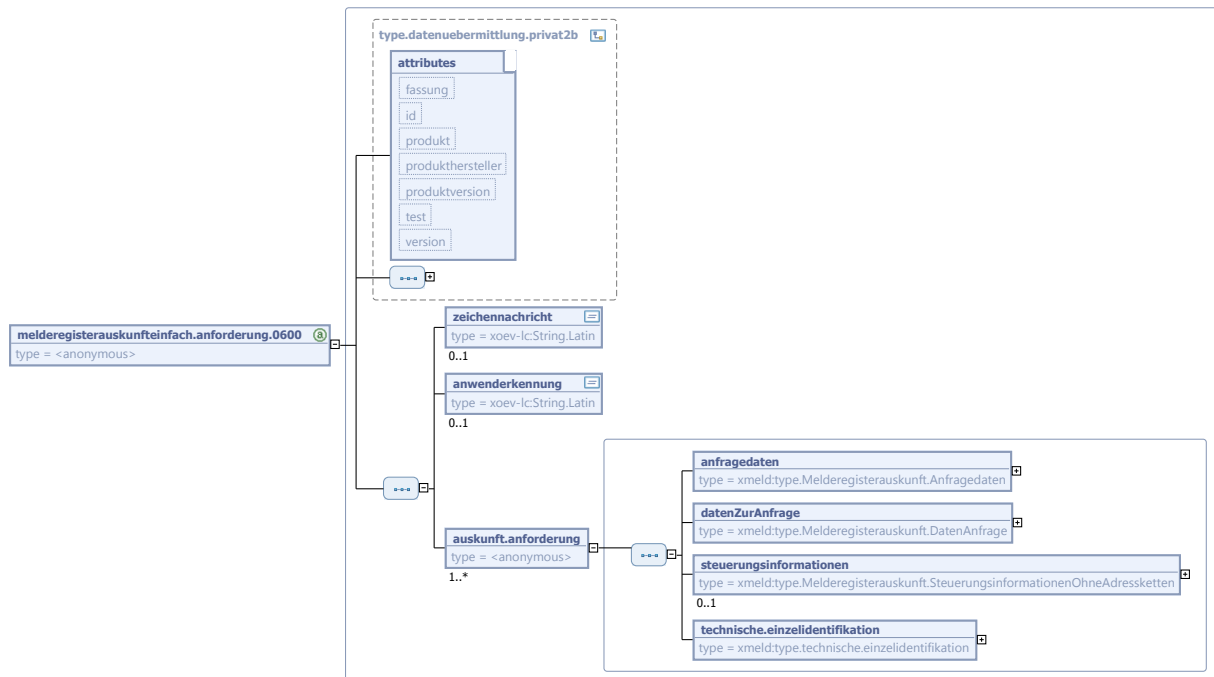 type.datenuebermittlung.privat2b
attributes
fassung
id
produkt
produkthersteller
produktversion
test
version
melderegisterauskunfteinfach.anforderung.0600 a
type = <anonymous>
zeichennachricht
type = xoev-lc:String.Latin
0..1
anwenderkennung
type = xoev-lc:String.Latin
0..1
auskunft.anforderung
type = <anonymous>
1..*
anfragedaten
type = xmeld:type.Melderegisterauskunft.Anfragedaten
datenZurAnfrage
type = xmeld:type.Melderegisterauskunft.DatenAnfrage
steuerungsinformationen
type = xmeld:type.Melderegisterauskunft.SteuerungsinformationenOhneAdressketten
0..1
technische.einzelidentifikation
type = xmeld:type.technische.einzelidentifikation